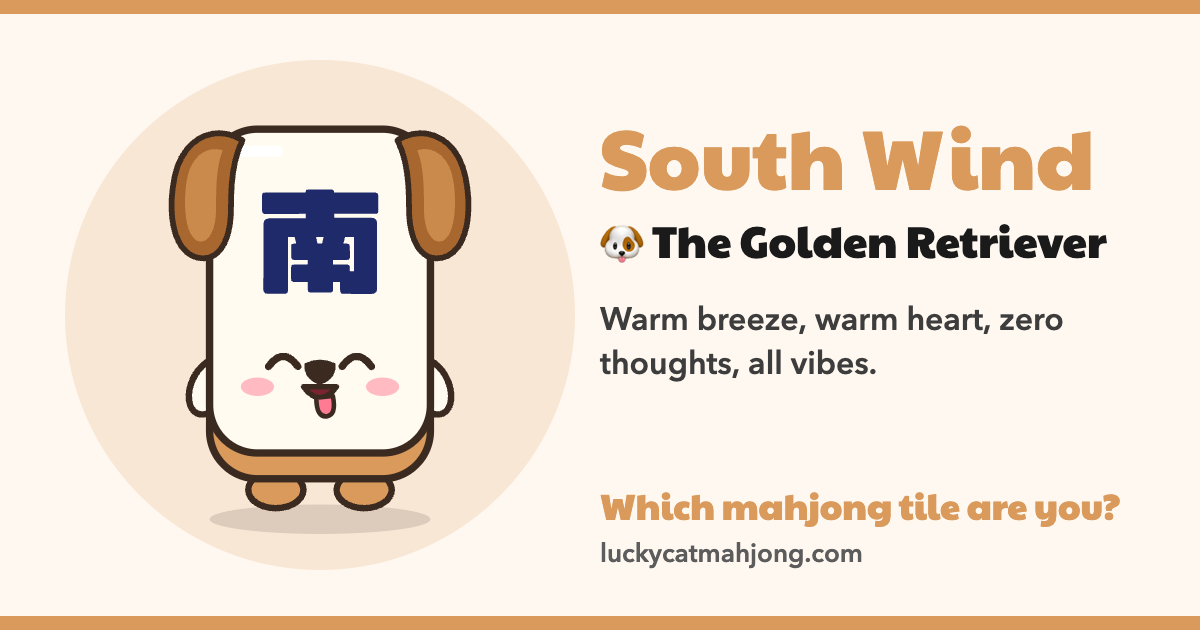 南
South Wind
🐶 The Golden Retriever
Warm breeze, warm heart, zero
thoughts, all vibes.
Which mahjong tile are you?
luckycatmahjong.com